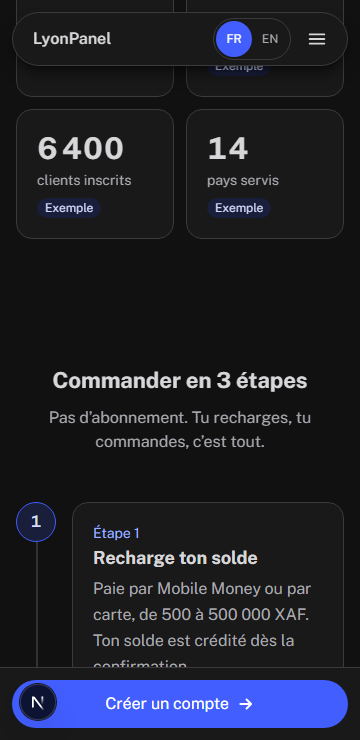 LyonPanel
FR
EN
Exemple
6 400
clients inscrits
Exemple
14
pays servis
Exemple
Commander en 3 étapes
Pas d'abonnement. Tu recharges, tu
commandes, c'est tout.
1
Étape 1
Recharge ton solde
Paie par Mobile Money ou par
carte, de 500 à 500 000 XAF.
Ton solde est crédité dès la
confirmation.
N
Créer un compte →